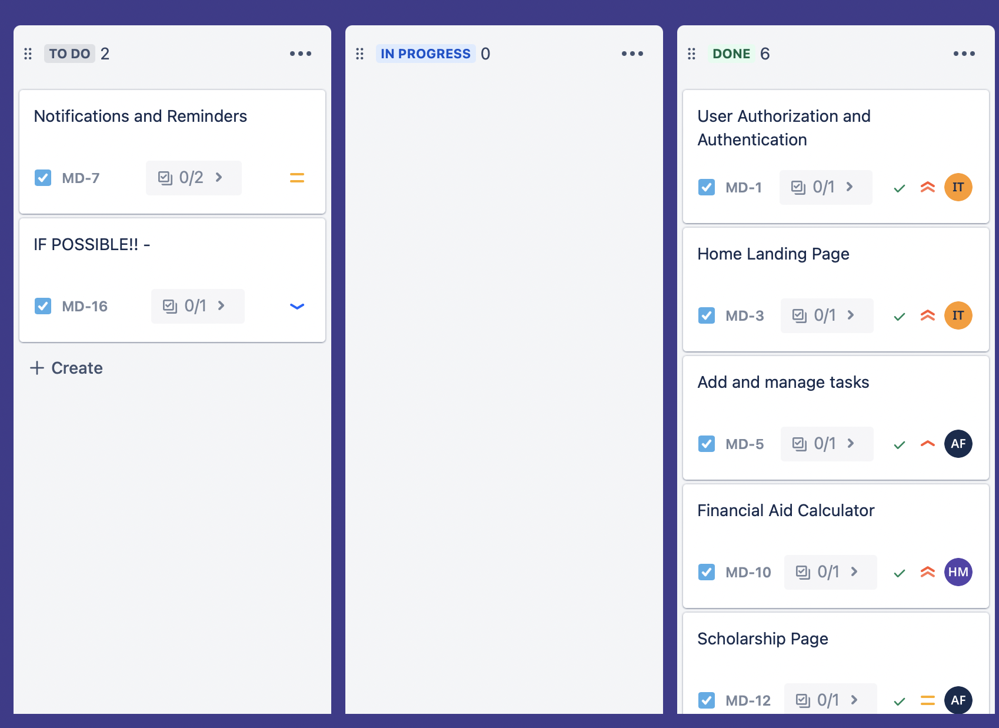 TO DO 2
Notifications and Reminders
MD-7 0/2
IF POSSIBLE!! -
MD-16 0/1
+ Create
IN PROGRESS 0
DONE 6
User Authorization and
Authentication
MD-1 0/1 IT
Home Landing Page
MD-3 0/1 IT
Add and manage tasks
MD-5 0/1 AF
Financial Aid Calculator
MD-10 0/1 HM
Scholarship Page
MD-12 0/1 AF